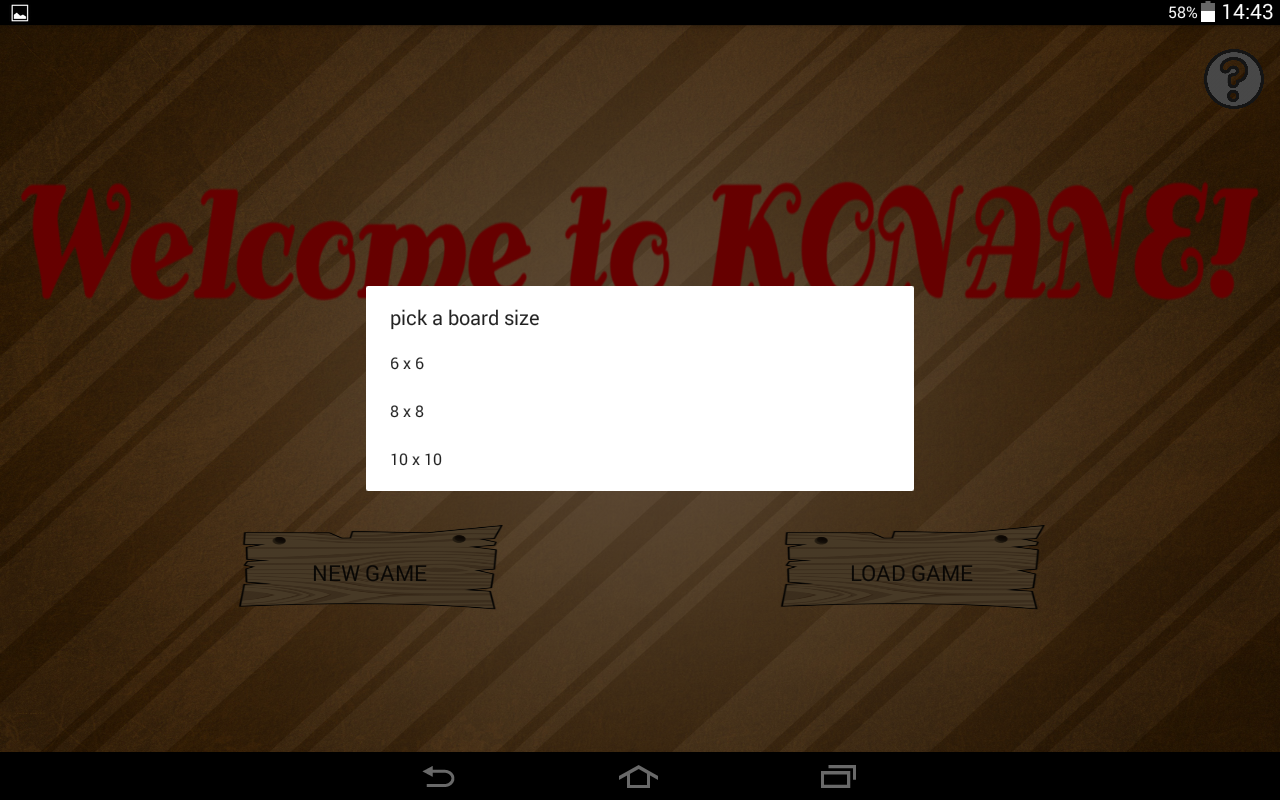 58% 14:43
Welcome to KONANE!
pick a board size
6 x 6
8 x 8
10 x 10
NEW GAME
LOAD GAME